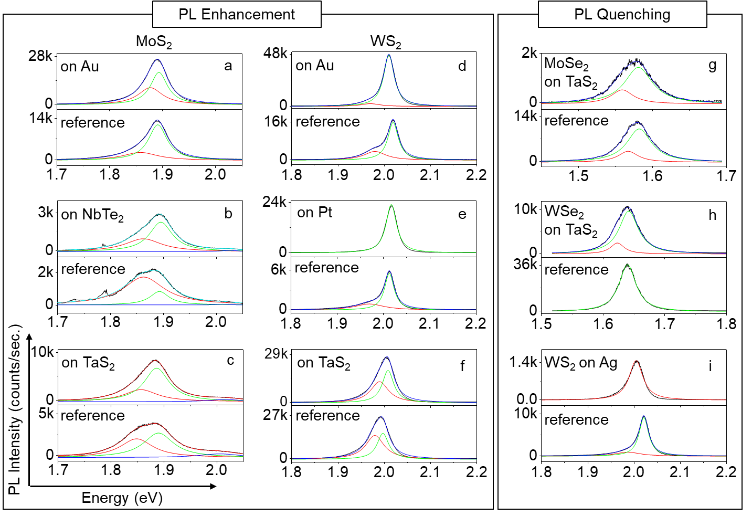 PL Enhancement
PL Quenching
MoS2
WS2
28k
on Au
a
0
14k
reference
0
1.7 1.8 1.9 2.0
3k
on NbTe2
b
0
2k
reference
0
1.7 1.8 1.9 2.0
10k
on TaS2
c
0
5k
reference
0
1.7 1.8 1.9 2.0
48k
on Au
d
0
16k
reference
0
1.8 1.9 2.0 2.1 2.2
24k
on Pt
e
0
6k
reference
0
1.8 1.9 2.0 2.1 2.2
29k
on TaS2
f
0
27k
reference
0
1.8 1.9 2.0 2.1 2.2
2k
MoSe2
on TaS2
g
0
14k
reference
0
1.5 1.6 1.7
10k
WSe2
on TaS2
h
0
36k
reference
0
1.5 1.6 1.7 1.8
1.4k
WS2 on Ag
i
0.0
10k
reference
0
1.8 1.9 2.0 2.1 2.2
PL Intensity (counts/sec.)
Energy (eV)